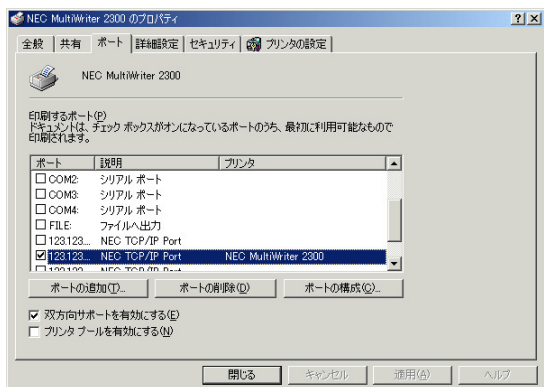 NEC MultiWriter 2300 のプロパティ
全般 共有 ポート 詳細設定 セキュリティ プリンタの設定
NEC MultiWriter 2300
印刷するポート(P)
ドキュメントは、チェック ボックスがオンになっているポートのうち、最初に利用可能なもので
印刷されます。
ポート 説明 プリンタ
COM2: シリアル ポート
COM3: シリアル ポート
COM4: シリアル ポート
FILE: ファイルへ出力
123.123... NEC TCP/IP Port
123.123... NEC TCP/IP Port NEC MultiWriter 2300
123.123... NEC TCP/IP Port
ポートの追加(T)... ポートの削除(D) ポートの構成(C)...
双方向サポートを有効にする(E)
プリンタ プールを有効にする(N)
閉じる キャンセル 適用(A) ヘルプ